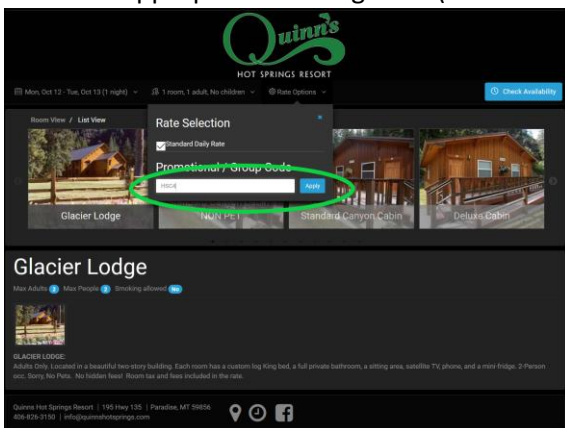 Quinn's
HOT SPRINGS RESORT
Mon, Oct 12 - Tue, Oct 13 (1 night)
1 room, 1 adult, No children
Rate Options
Check Availability
Room View / List View
Rate Selection
Standard Daily Rate
Promotional / Group Code
Apply
Glacier Lodge
NON PET
Standard Canyon Cabin
Deluxe Cabin
Glacier Lodge
Max Adults 2 Max People 2 Smoking allowed No
GLACIER LODGE:
Adults Only. Located in a beautiful two-story building. Each room has a custom log King bed, a full private bathroom, a sitting area, satellite TV, phone, and a mini-fridge. 2-Person
occ. Sorry, No Pets. No hidden fees! Room tax and fees included in the rate.
Quinns Hot Springs Resort | 195 Hwy 135 | Paradise, MT 59856
406-826-3150 | info@quinnshotsprings.com